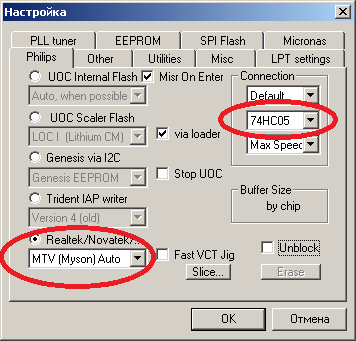 Настройка
PLL tuner EEPROM SPI Flash Micronas
Philips Other Utilities Misc LPT settings
UOC Internal Flash Misr On Enter Connection
Auto, when possible Default
UOC Scaler Flash 74HC05
LOC I (Lithium CM) via loader Max Speed
Genesis via I2C
Genesis EEPROM Stop UOC
Trident IAP writer Buffer Size
Version 4 (old) by chip
Realtek/Novatek/...
MTV (Myson) Auto Fast VCT Jig Unblock
Slice... Erase
OK Отмена